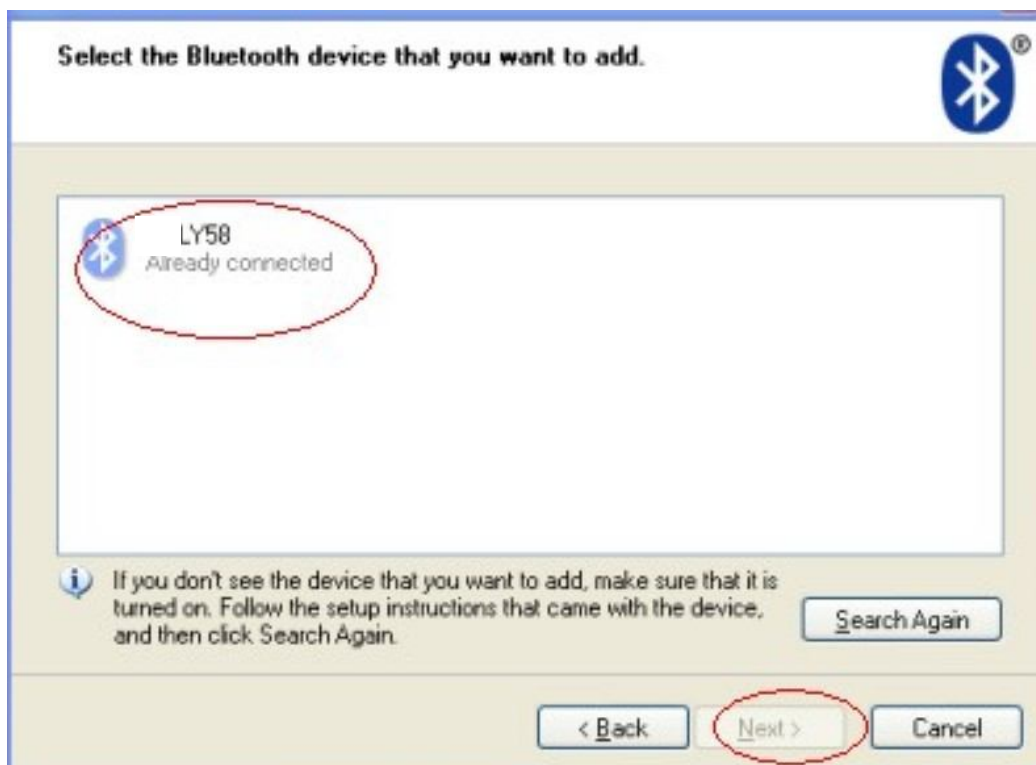 Select the Bluetooth device that you want to add.
®
LY58
Already connected
If you don't see the device that you want to add, make sure that it is
turned on. Follow the setup instructions that came with the device,
and then click Search Again.
Search Again
< Back
Next >
Cancel